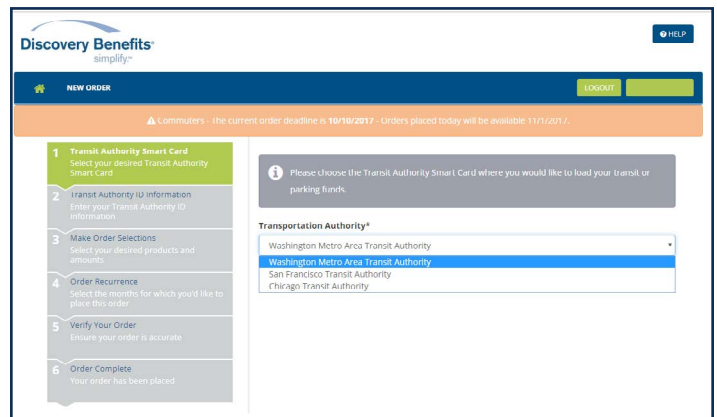 Discovery Benefits
simplify.℠
HELP
NEW ORDER
LOGOUT
Commuters - The current order deadline is 10/10/2017 - Orders placed today will be available 11/1/2017.
1 Transit Authority Smart Card
Select your desired Transit Authority
Smart Card
2 Transit Authority ID Information
Enter your Transit Authority ID
information
3 Make Order Selections
Select your desired products and
amounts
4 Order Recurrence
Select the months for which you'd like to
place this order
5 Verify Your Order
Ensure your order is accurate
6 Order Complete
Your order has been placed
Please choose the Transit Authority Smart Card where you would like to load your transit or
parking funds.
Transportation Authority*
Washington Metro Area Transit Authority
Washington Metro Area Transit Authority
San Francisco Transit Authority
Chicago Transit Authority